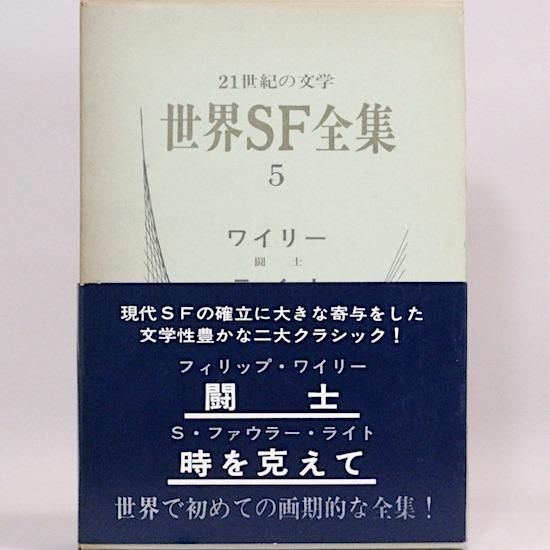 21世紀の文学
世界SF全集
5
ワイリー
闘士
現代SFの確立に大きな寄与をした
文学性豊かな二大クラシック!
フィリップ・ワイリー
闘士
S・ファウラー・ライト
時を克えて
世界で初めての画期的な全集!